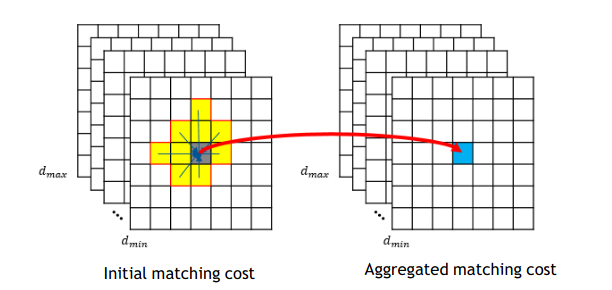 d_max
d_min
Initial matching cost
d_max
d_min
Aggregated matching cost